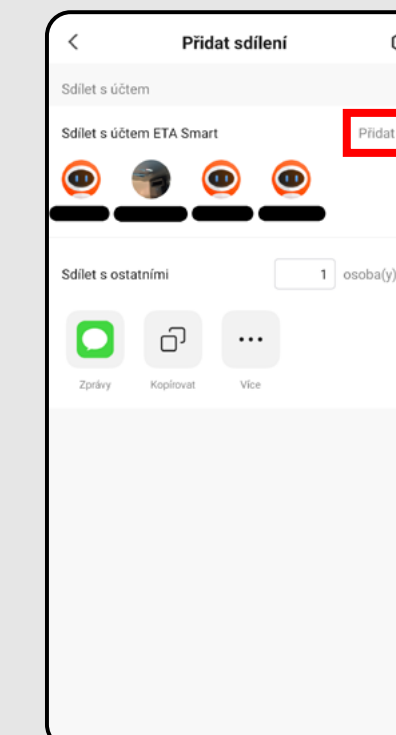 Přidat sdílení
Sdílet s účtem
Sdílet s účtem ETA Smart
Přidat
Sdílet s ostatními
1 osoba(y)
Zprávy Kopírovat Více